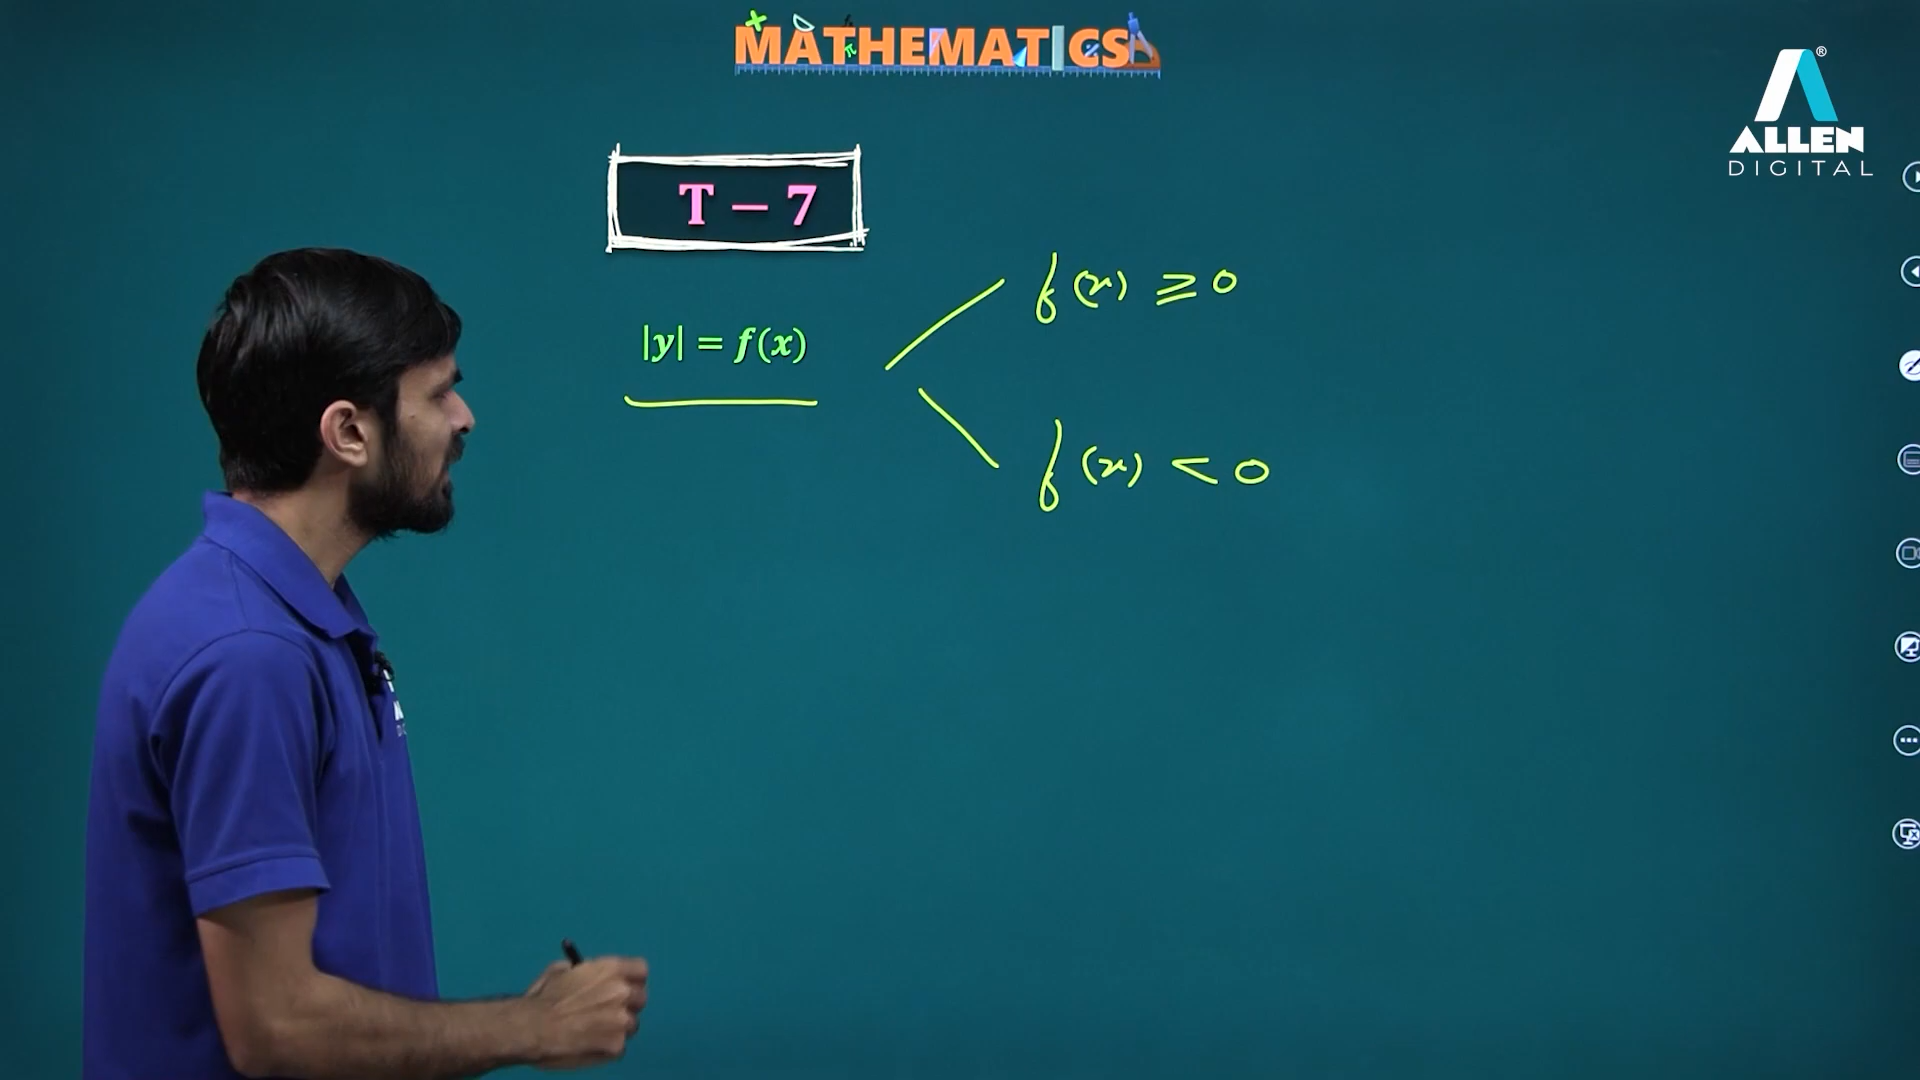 MATHEMATICS
ALLEN
DIGITAL
T – 7
f(x) ≥ 0
|y| = f(x)
f(x) < 0